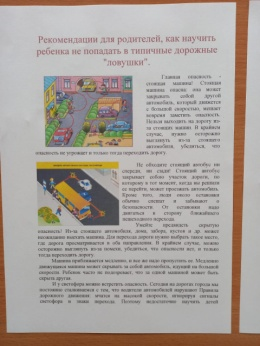 Рекомендации для родителей, как научить
ребенка не попадать в типичные дорожные
"ловушки".
Главная опасность -
стоящая машина! Стоящая
машина опасна: она может
закрывать собой другой
автомобиль, который движется
с большой скоростью, мешает
вовремя заметить опасность.
Нельзя выходить на дорогу из-
за стоящих машин. В крайнем
случае, нужно осторожно
выглянуть из-за стоящего
автомобиля, убедиться, что
опасность не угрожает и только тогда переходить дорогу.
Не обходите стоящий автобус ни
спереди, ни сзади! Стоящий автобус
закрывает собою участок дороги, по
которому в тот момент, когда вы решили
ее перейти, может проезжать автомобиль.
Кроме того, люди около остановки
обычно спешат и забывают о
безопасности. От остановки надо
двигаться в сторону ближайшего
пешеходного перехода.
Умейте предвидеть скрытую
опасность! Из-за стоящего автомобиля, дома, забора, кустов и др. может
неожиданно выехать машина. Для перехода дороги нужно выбрать такое место,
где дорога просматривается в оба направления. В крайнем случае, можно
осторожно выглянуть из-за помехи, убедиться, что опасности нет, и только
тогда переходить дорогу.
Машина приближается медленно, и все же надо пропустить ее. Медленно
движущаяся машина может скрывать за собой автомобиль, идущий на большой
скорости. Ребенок часто не подозревает, что за одной машиной может быть
скрыта другая.
И у светофора можно встретить опасность. Сегодня на дорогах города мы
постоянно сталкиваемся с тем, что водители автомобилей нарушают Правила
дорожного движения: мчатся на высокой скорости, игнорируя сигналы
светофора и знаки перехода. Поэтому недостаточно научить детей